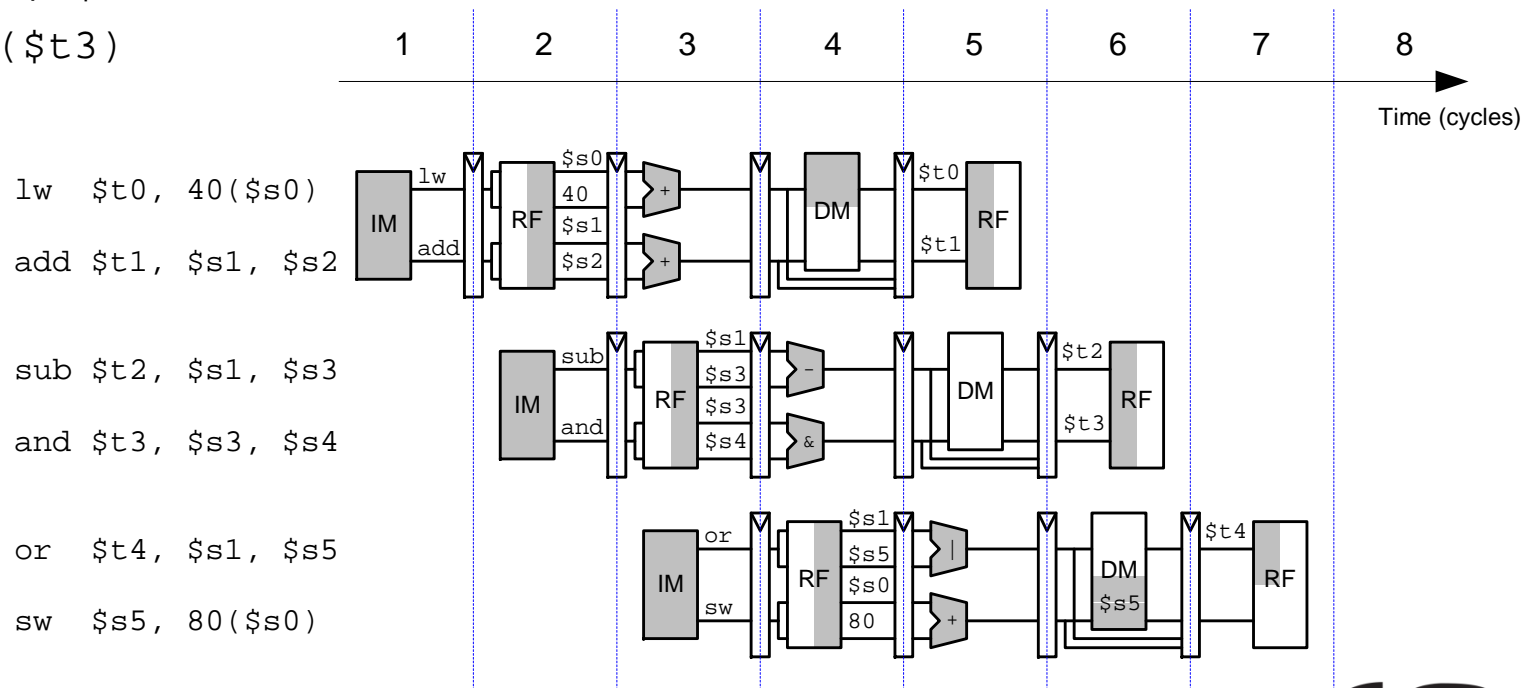 ($t3)
1 2 3 4 5 6 7 8
Time (cycles)
lw $t0, 40($s0)
add $t1, $s1, $s2
IM
lw
add
RF
$s0
40
$s1
$s2
+
+
DM
$t0
$t1
RF
sub $t2, $s1, $s3
and $t3, $s3, $s4
IM
sub
and
RF
$s1
$s3
$s3
$s4
-
&
DM
$t2
$t3
RF
or $t4, $s1, $s5
sw $s5, 80($s0)
IM
or
sw
RF
$s1
$s5
$s0
80
|
+
DM
$s5
$t4
RF